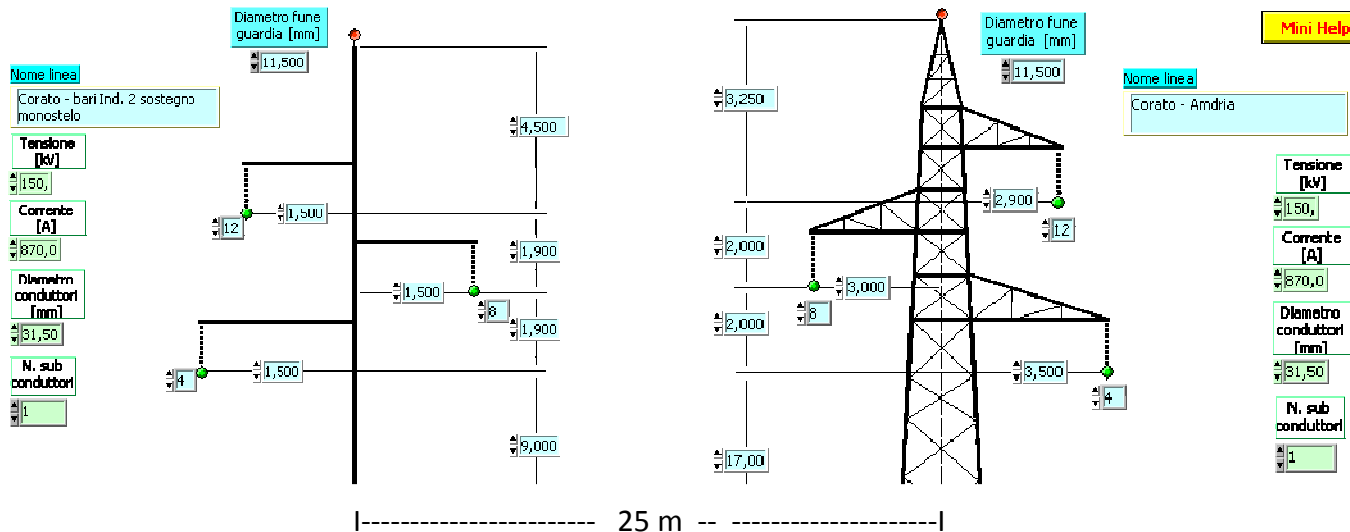 Diametro fune
guardia [mm]
11,500
Nome linea
Corato - bari Ind. 2 sostegno
monostelo
Tensione
[kV]
150,
Corrente
[A]
870,0
Diametro
conduttori
[mm]
31,50
N. sub
conduttori
1
4,500
12
1,500
1,900
1,500
8
1,900
4
1,500
9,000
3,250
Diametro fune
guardia [mm]
11,500
2,900
12
2,000
3,000
8
2,000
3,500
4
17,00
Mini Help
Nome linea
Corato - Amdria
Tensione
[kV]
150,
Corrente
[A]
870,0
Diametro
conduttori
[mm]
31,50
N. sub
conduttori
1
|----------------------- 25 m -- --------------------|